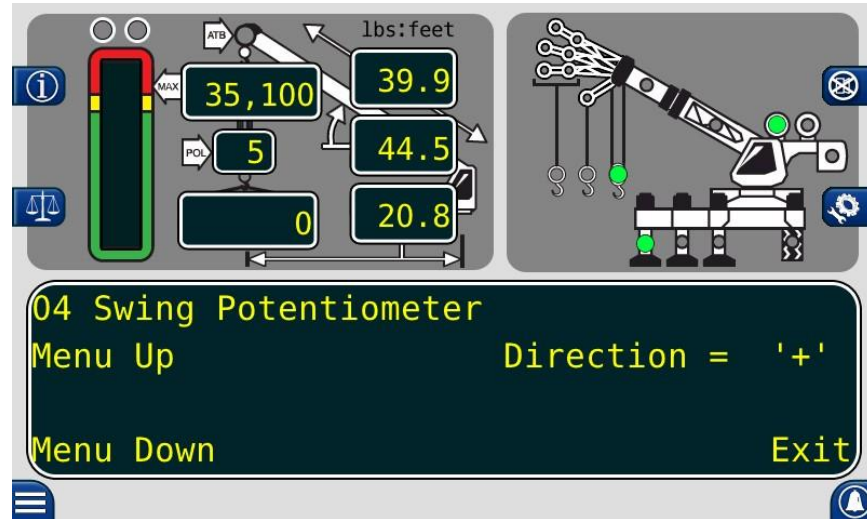 lbs:feet
ATB
MAX
35,100
39.9
POL
5
44.5
0
20.8
04 Swing Potentiometer
Menu Up Direction = '+'
Menu Down Exit